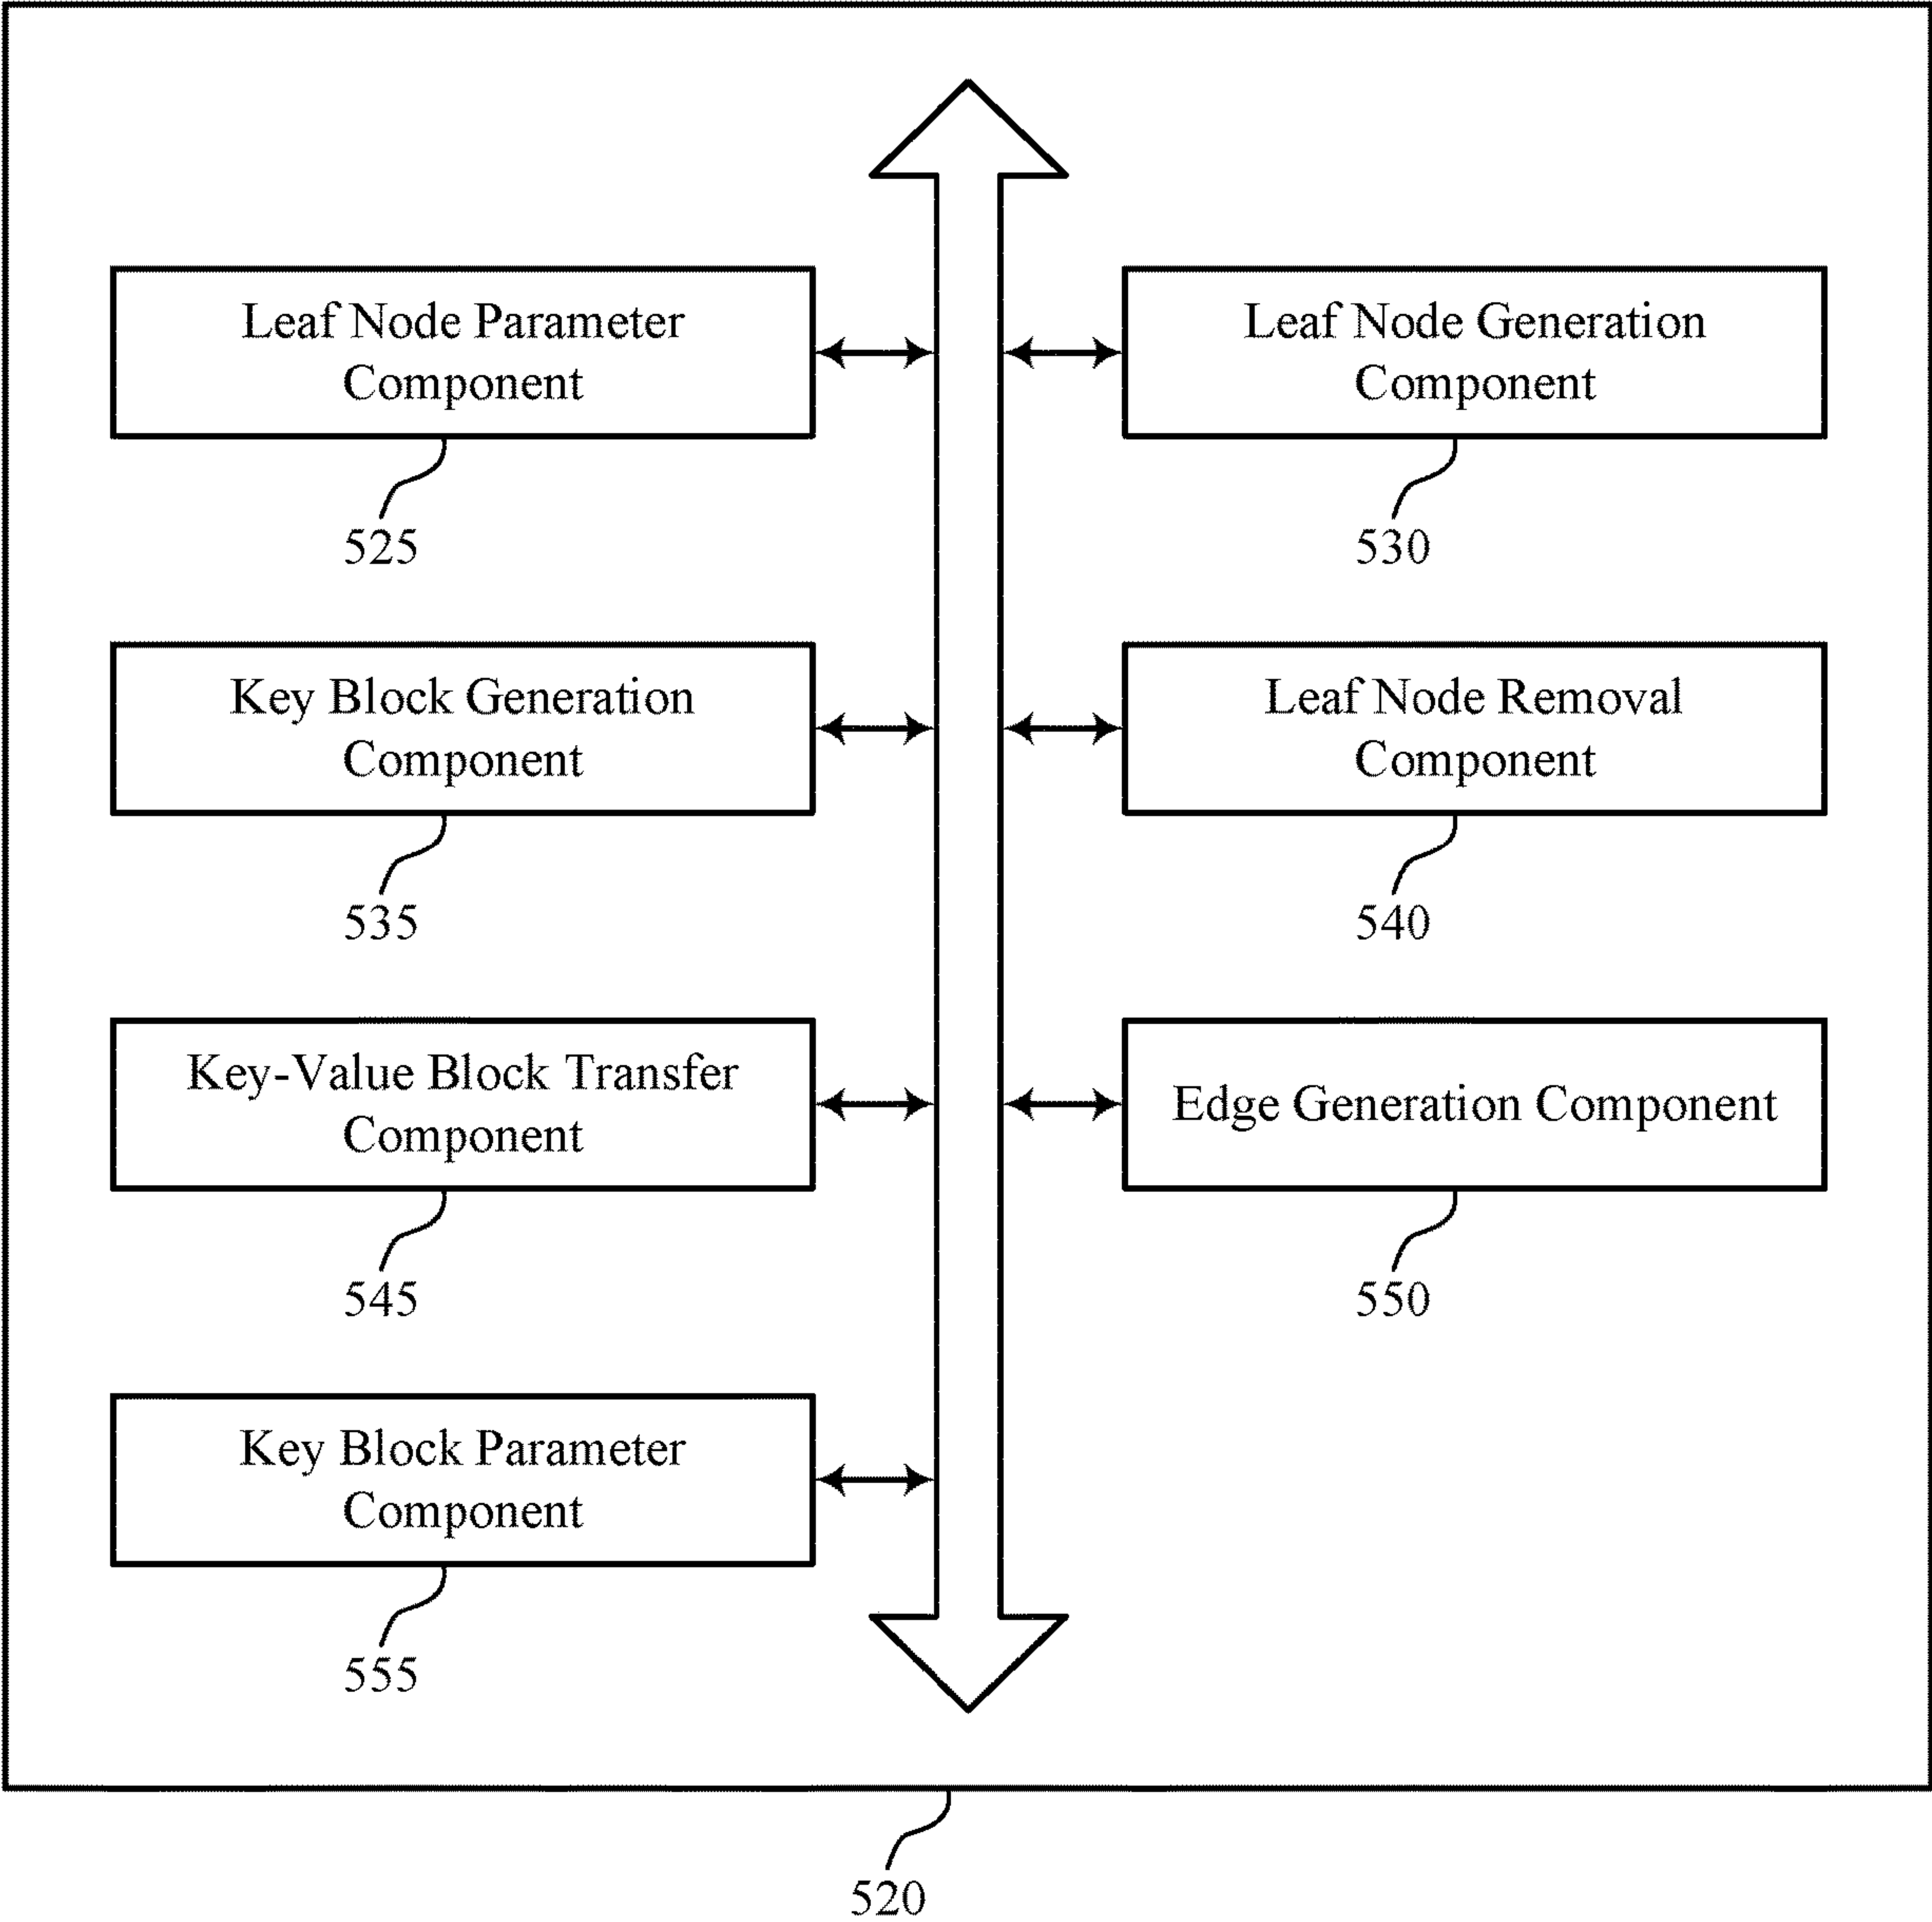 Leaf Node Parameter
Component
525
Leaf Node Generation
Component
530
Key Block Generation
Component
535
Leaf Node Removal
Component
540
Key-Value Block Transfer
Component
545
Edge Generation Component
550
Key Block Parameter
Component
555
520